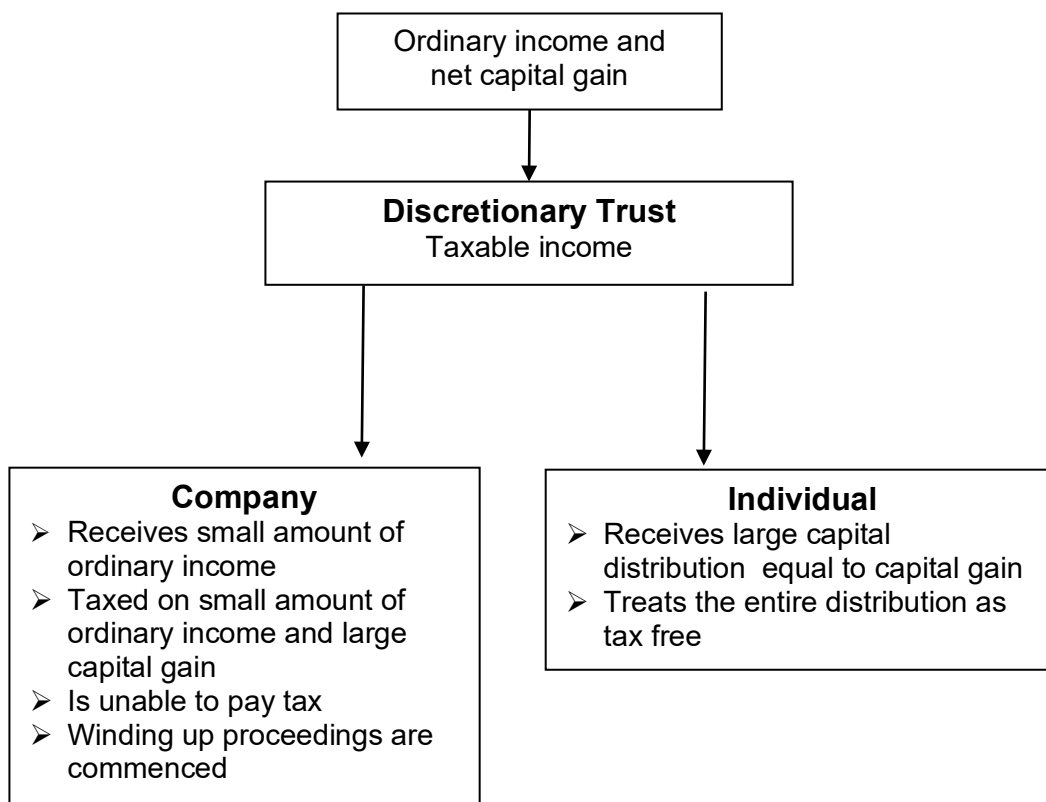 Ordinary income and
net capital gain
Discretionary Trust
Taxable income
Company
➢ Receives small amount of
ordinary income
➢ Taxed on small amount of
ordinary income and large
capital gain
➢ Is unable to pay tax
➢ Winding up proceedings are
commenced
Individual
➢ Receives large capital
distribution equal to capital gain
➢ Treats the entire distribution as
tax free